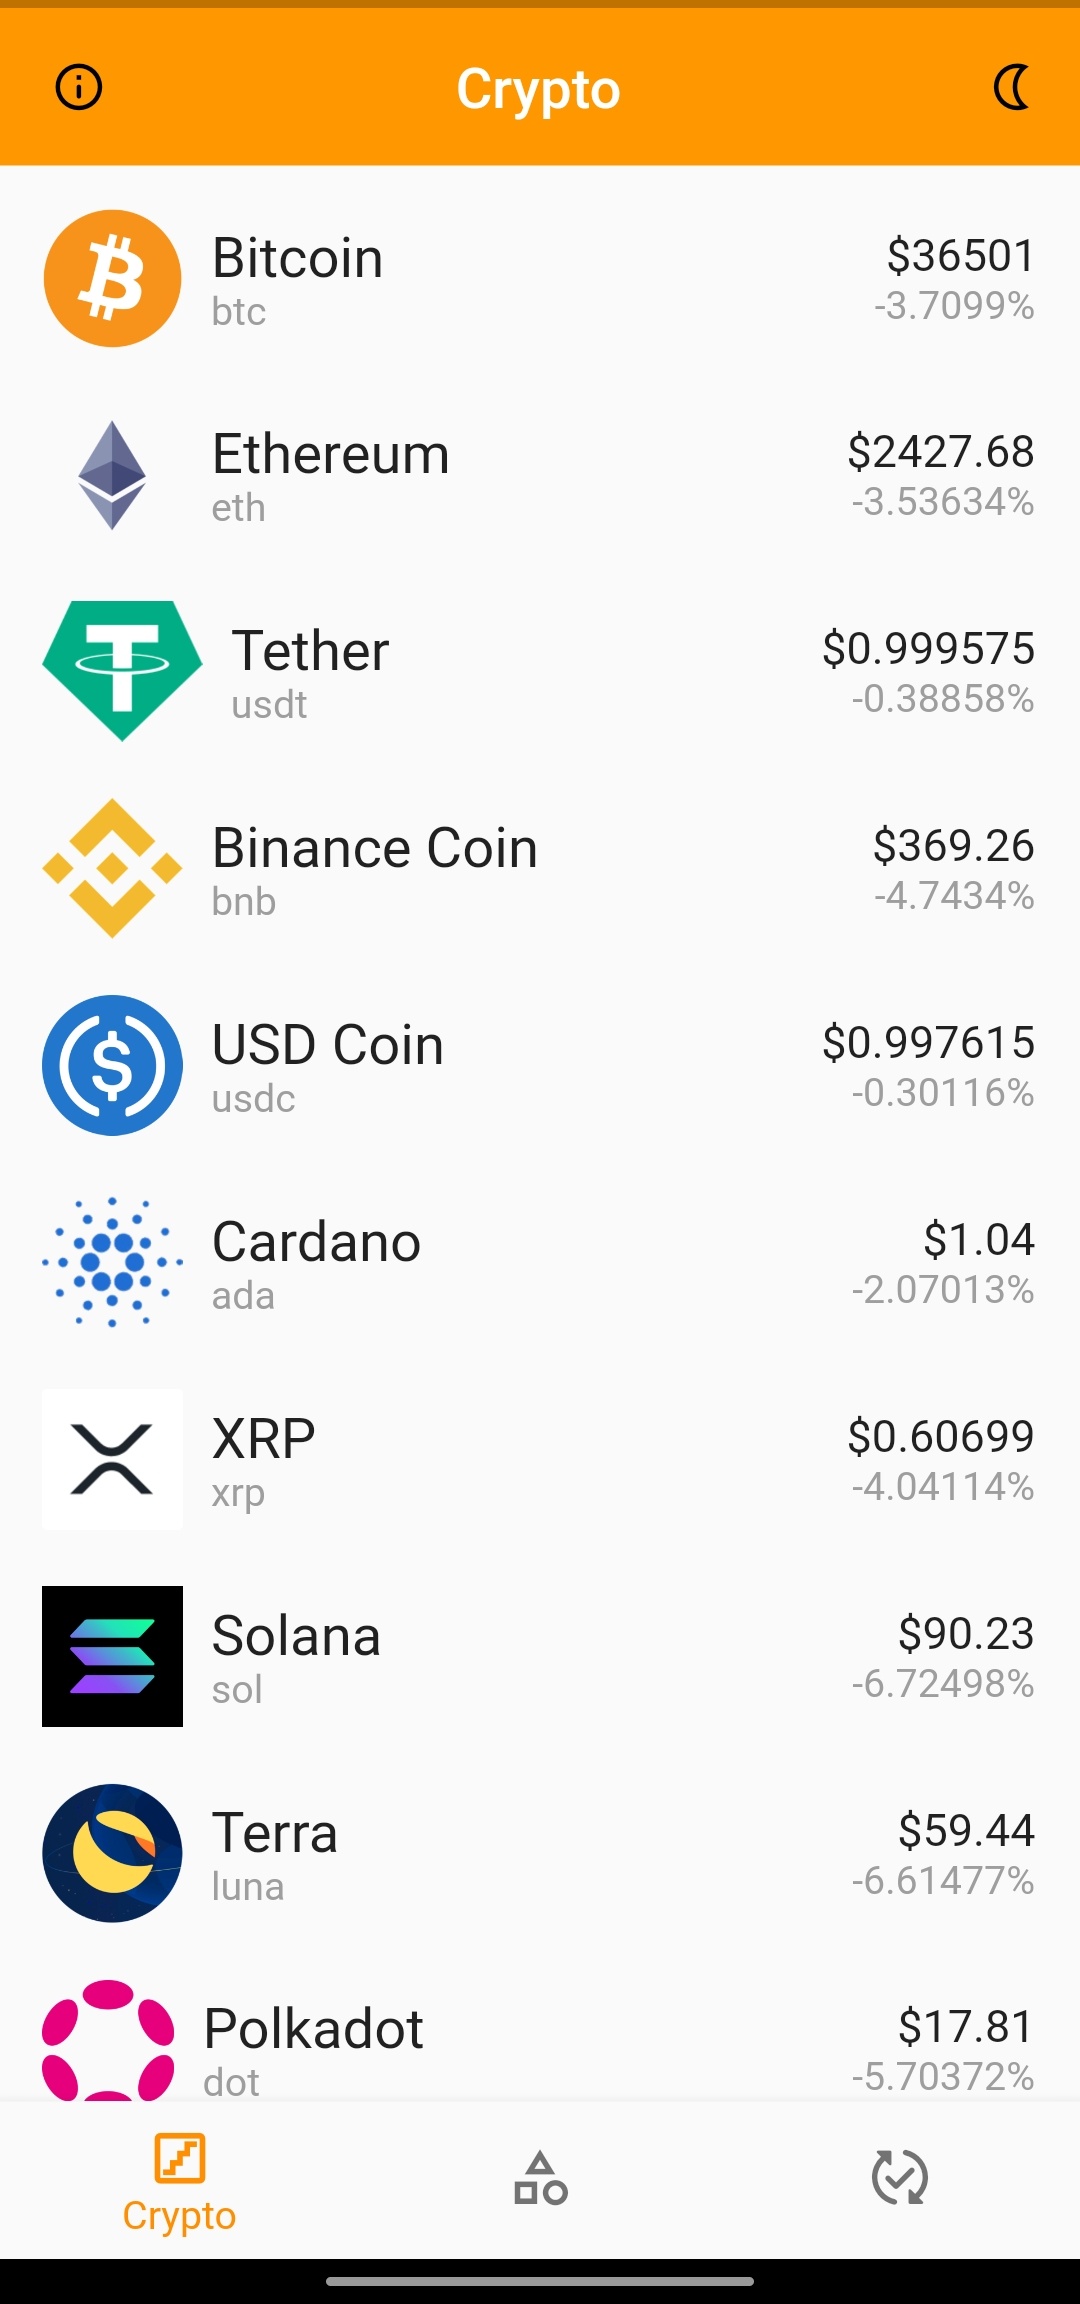 Crypto
Bitcoin
btc
$36501
-3.7099%
Ethereum
eth
$2427.68
-3.53634%
Tether
usdt
$0.999575
-0.38858%
Binance Coin
bnb
$369.26
-4.7434%
USD Coin
usdc
$0.997615
-0.30116%
Cardano
ada
$1.04
-2.07013%
XRP
xrp
$0.60699
-4.04114%
Solana
sol
$90.23
-6.72498%
Terra
luna
$59.44
-6.61477%
Polkadot
dot
$17.81
-5.70372%
Crypto